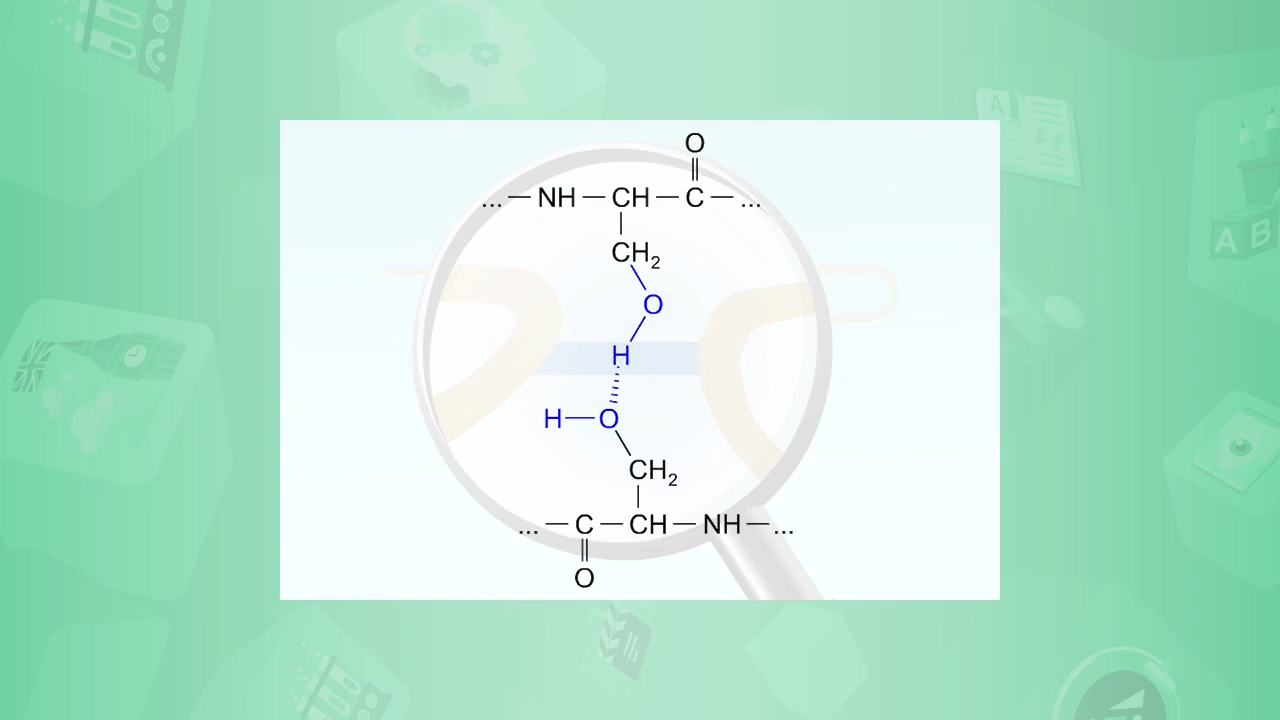 O
... — NH — CH — C — ...
CH₂
O
H
H—O
CH₂
... — C — CH — NH — ...
O
A
A B